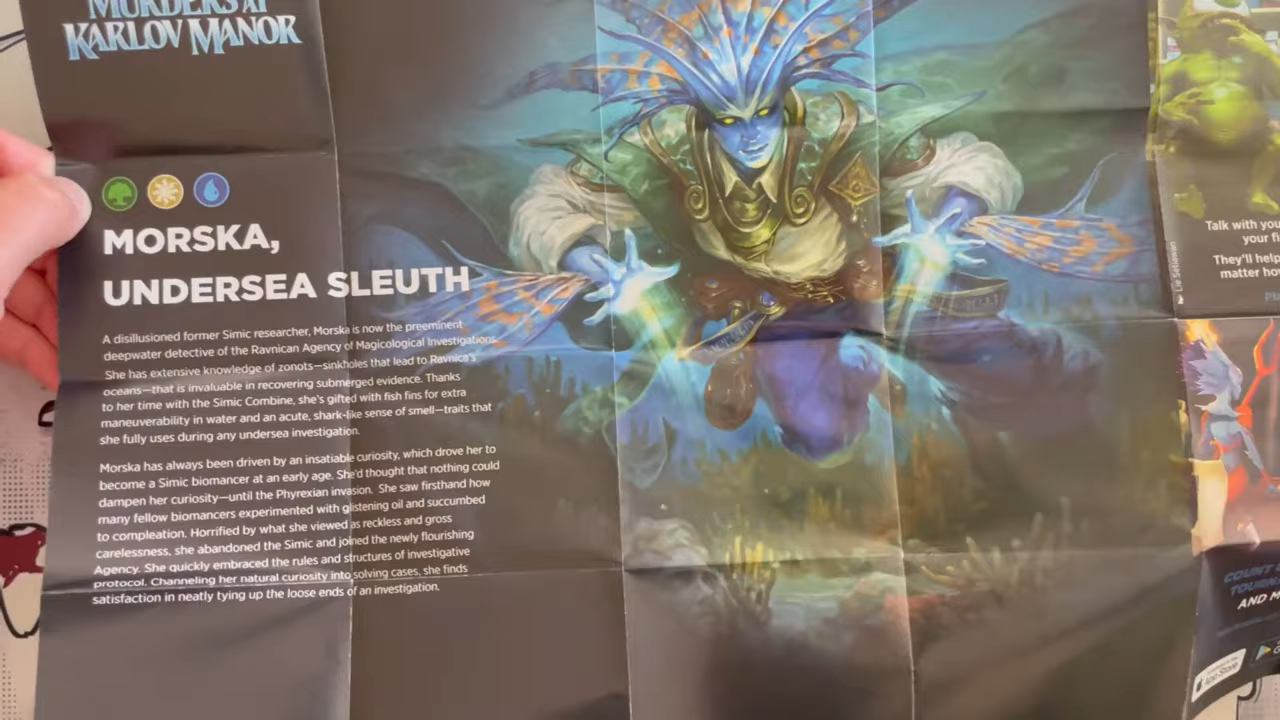 MURDERS AT
KARLOV MANOR
MORSKA,
UNDERSEA SLEUTH
A disillusioned former Simic researcher, Morska is now the preeminent
deepwater detective of the Ravnican Agency of Magicological Investigations.
She has extensive knowledge of zonots—sinkholes that lead to Ravnica's
oceans—that is invaluable in recovering submerged evidence. Thanks
to her time with the Simic Combine, she's gifted with fish fins for extra
maneuverability in water and an acute, shark-like sense of smell—traits that
she fully uses during any undersea investigation.
Morska has always been driven by an insatiable curiosity, which drove her to
become a Simic biomancer at an early age. She'd thought that nothing could
dampen her curiosity—until the Phyrexian invasion. She saw firsthand how
many fellow biomancers experimented with glistening oil and succumbed
to compleation. Horrified by what she viewed as reckless and gross
carelessness, she abandoned the Simic and joined the newly flourishing
Agency. She quickly embraced the rules and structures of investigative
protocol. Channeling her natural curiosity into solving cases, she finds
satisfaction in neatly tying up the loose ends of an investigation.
Lie Setiawan
Talk with you
your fi
They'll help
matter ho
COUNT
TOURN
AND M
App Store
G